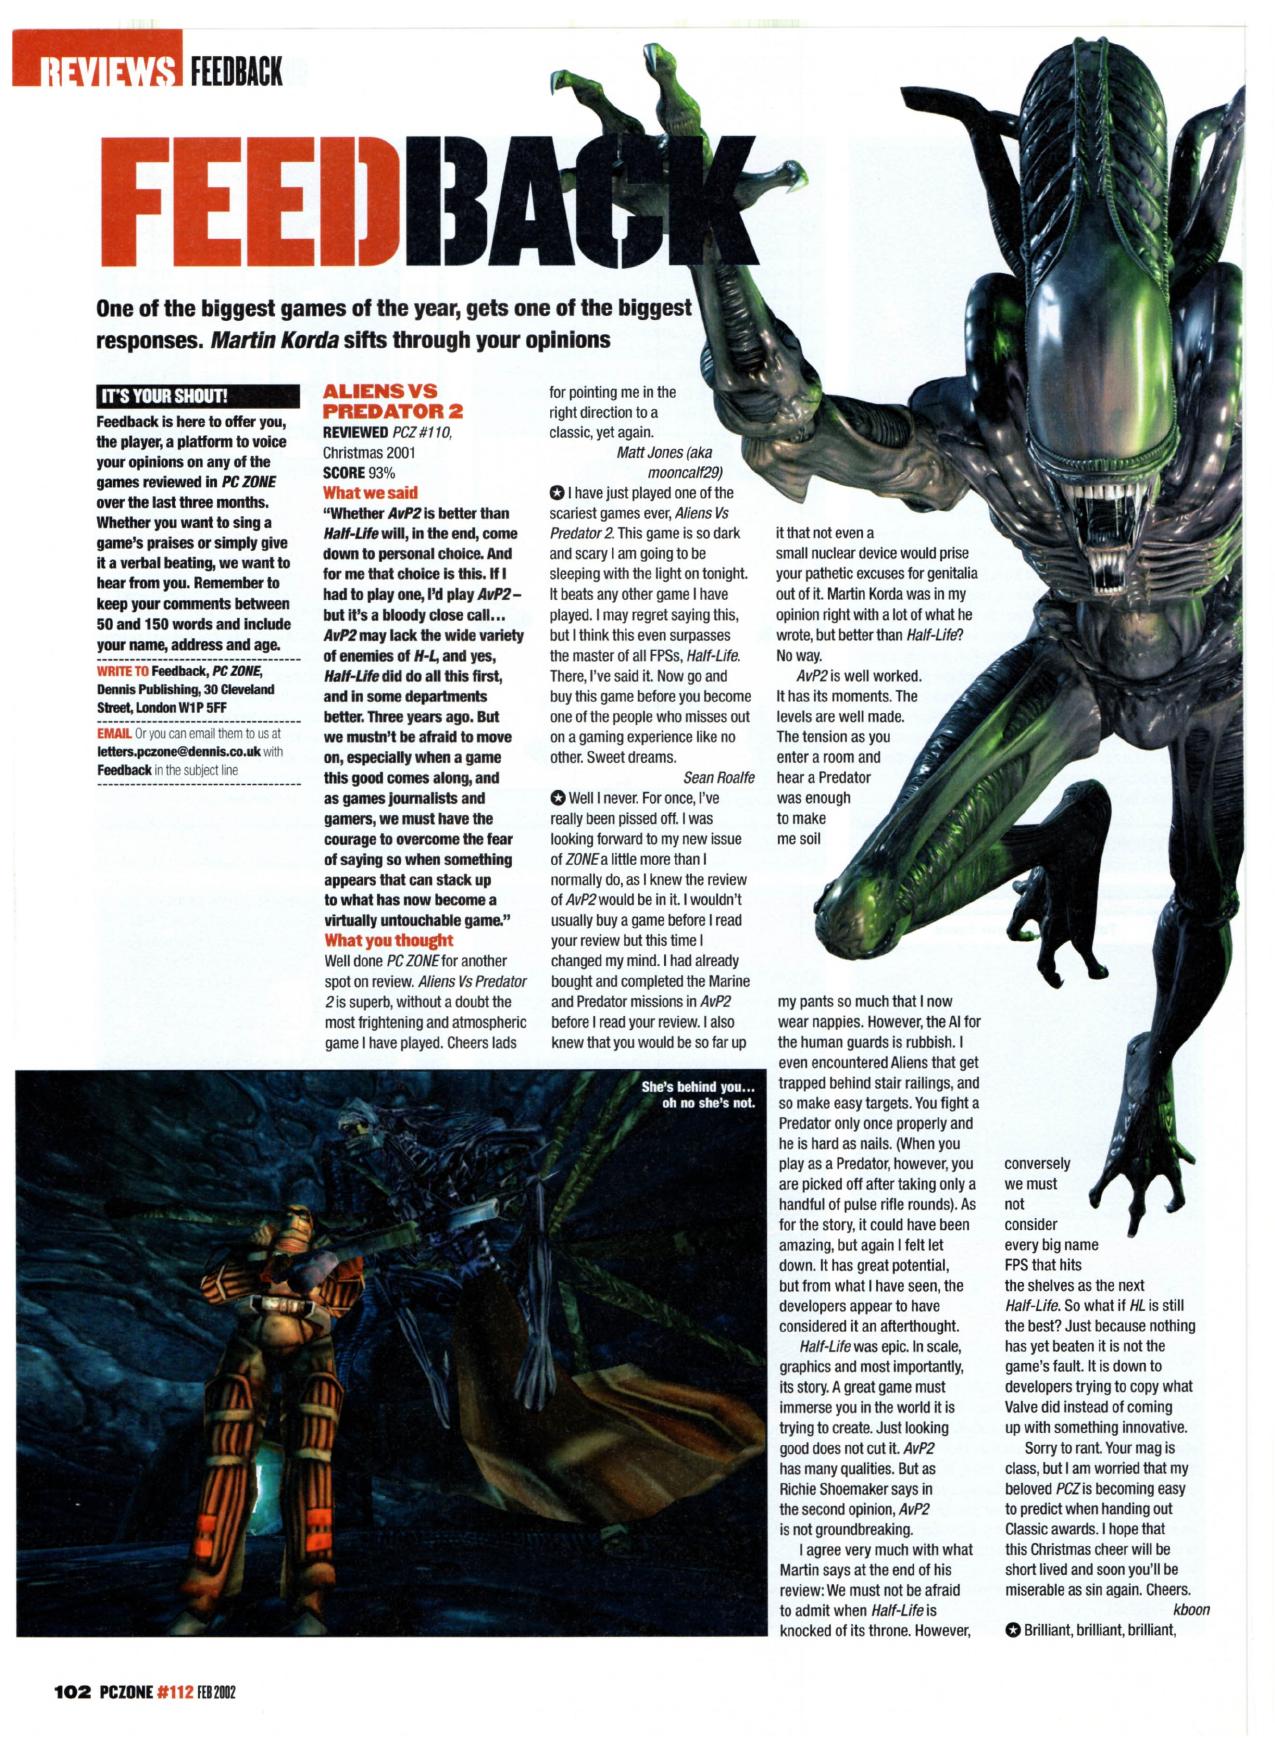 REVIEWS FEEDBACK
FEEDBACK
One of the biggest games of the year, gets one of the biggest
responses. Martin Korda sifts through your opinions
IT'S YOUR SHOUT!
Feedback is here to offer you,
the player, a platform to voice
your opinions on any of the
games reviewed in PC ZONE
over the last three months.
Whether you want to sing a
game's praises or simply give
it a verbal beating, we want to
hear from you. Remember to
keep your comments between
50 and 150 words and include
your name, address and age.
WRITE TO Feedback, PC ZONE,
Dennis Publishing, 30 Cleveland
Street, London W1P 5FF
EMAIL Or you can email them to us at
letters.pczone@dennis.co.uk with
Feedback in the subject line
ALIENS VS
PREDATOR 2
REVIEWED PCZ #110,
Christmas 2001
SCORE 93%
What we said
"Whether AvP2 is better than
Half-Life will, in the end, come
down to personal choice. And
for me that choice is this. If I
had to play one, I'd play AvP2 –
but it's a bloody close call...
AvP2 may lack the wide variety
of enemies of H-L, and yes,
Half-Life did do all this first,
and in some departments
better. Three years ago. But
we mustn't be afraid to move
on, especially when a game
this good comes along, and
as games journalists and
gamers, we must have the
courage to overcome the fear
of saying so when something
appears that can stack up
to what has now become a
virtually untouchable game."
What you thought
Well done PC ZONE for another
spot on review. Aliens Vs Predator
2 is superb, without a doubt the
most frightening and atmospheric
game I have played. Cheers lads
for pointing me in the
right direction to a
classic, yet again.
Matt Jones (aka
mooncalf29)
I have just played one of the
scariest games ever, Aliens Vs
Predator 2. This game is so dark
and scary I am going to be
sleeping with the light on tonight.
It beats any other game I have
played. I may regret saying this,
but I think this even surpasses
the master of all FPSs, Half-Life.
There, I've said it. Now go and
buy this game before you become
one of the people who misses out
on a gaming experience like no
other. Sweet dreams.
Sean Roalfe
Well I never. For once, I've
really been pissed off. I was
looking forward to my new issue
of ZONE a little more than I
normally do, as I knew the review
of AvP2 would be in it. I wouldn't
usually buy a game before I read
your review but this time I
changed my mind. I had already
bought and completed the Marine
and Predator missions in AvP2
before I read your review. I also
knew that you would be so far up
it that not even a
small nuclear device would prise
your pathetic excuses for genitalia
out of it. Martin Korda was in my
opinion right with a lot of what he
wrote, but better than Half-Life?
No way.
AvP2 is well worked.
It has its moments. The
levels are well made.
The tension as you
enter a room and
hear a Predator
was enough
to make
me soil
my pants so much that I now
wear nappies. However, the AI for
the human guards is rubbish. I
even encountered Aliens that get
trapped behind stair railings, and
so make easy targets. You fight a
Predator only once properly and
he is hard as nails. (When you
play as a Predator, however, you
are picked off after taking only a
handful of pulse rifle rounds). As
for the story, it could have been
amazing, but again I felt let
down. It has great potential,
but from what I have seen, the
developers appear to have
considered it an afterthought.
Half-Life was epic. In scale,
graphics and most importantly,
its story. A great game must
immerse you in the world it is
trying to create. Just looking
good does not cut it. AvP2
has many qualities. But as
Richie Shoemaker says in
the second opinion, AvP2
is not groundbreaking.
I agree very much with what
Martin says at the end of his
review: We must not be afraid
to admit when Half-Life is
knocked of its throne. However,
conversely
we must
not
consider
every big name
FPS that hits
the shelves as the next
Half-Life. So what if HL is still
the best? Just because nothing
has yet beaten it is not the
game's fault. It is down to
developers trying to copy what
Valve did instead of coming
up with something innovative.
Sorry to rant. Your mag is
class, but I am worried that my
beloved PCZ is becoming easy
to predict when handing out
Classic awards. I hope that
this Christmas cheer will be
short lived and soon you'll be
miserable as sin again. Cheers.
kboon
Brilliant, brilliant, brilliant,
She's behind you...
oh no she's not.
102 PCZONE #112 FEB 2002